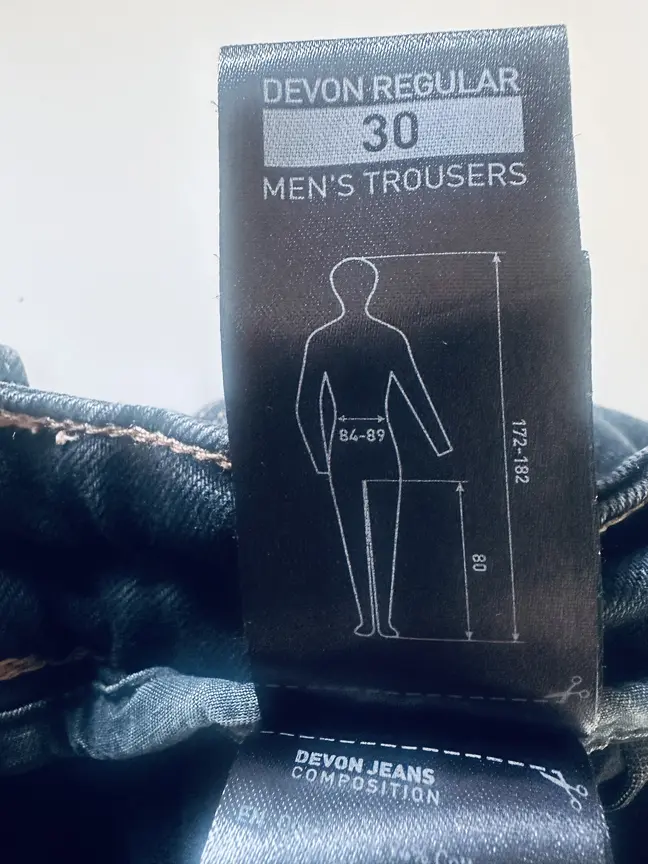 DEVON REGULAR
30
MEN'S TROUSERS
84-89
172-182
80
DEVON JEANS
COMPOSITION